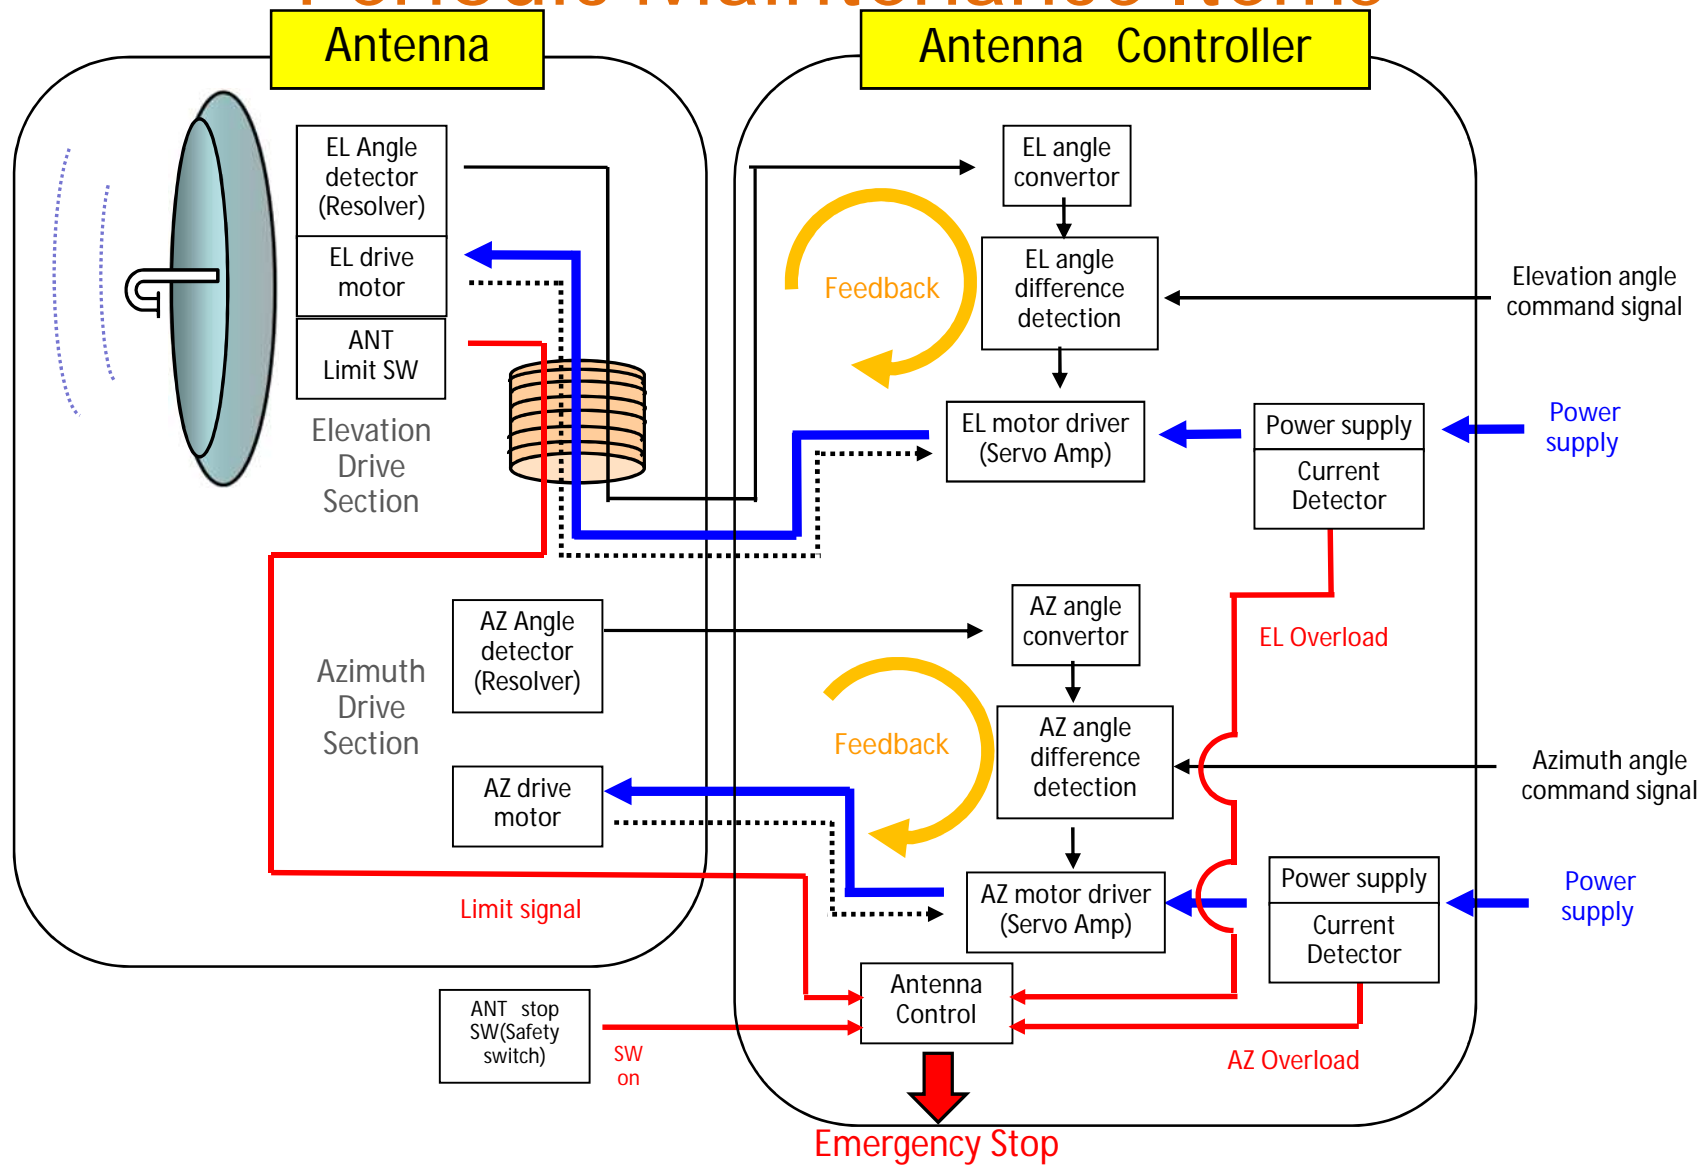 Periodic Maintenance Items
Antenna
Antenna Controller
EL Angle
detector
(Resolver)
EL drive
motor
ANT
Limit SW
Elevation
Drive
Section
EL angle
convertor
Feedback
EL angle
difference
detection
Elevation angle
command signal
EL motor driver
(Servo Amp)
Power supply
Current
Detector
Power
supply
EL Overload
AZ Angle
detector
(Resolver)
Azimuth
Drive
Section
AZ drive
motor
AZ angle
convertor
Feedback
AZ angle
difference
detection
Azimuth angle
command signal
AZ motor driver
(Servo Amp)
Power supply
Current
Detector
Power
supply
Limit signal
Antenna
Control
ANT stop
SW(Safety
switch)
SW
on
AZ Overload
Emergency Stop